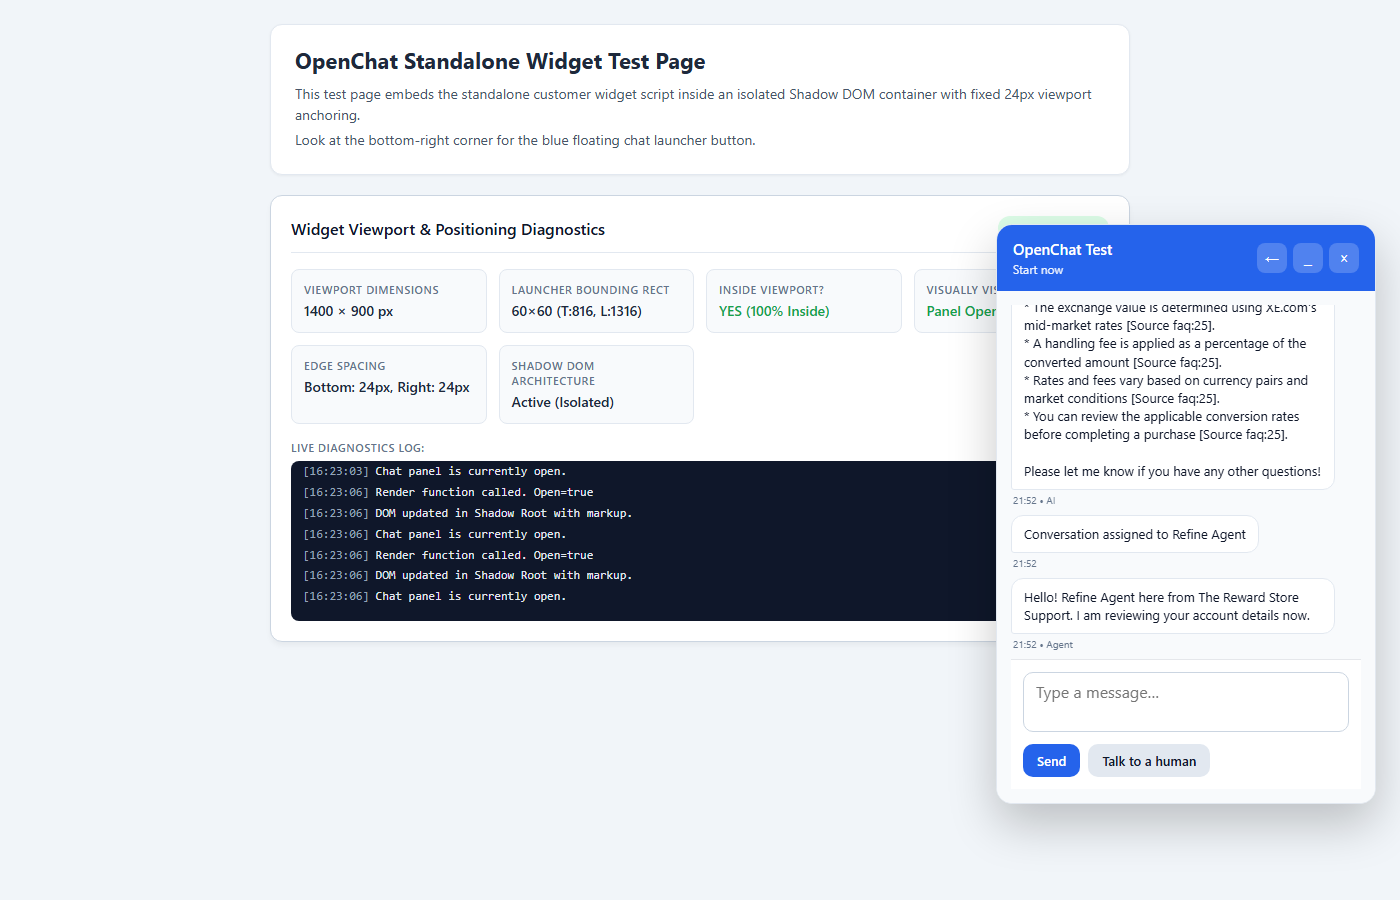 OpenChat Standalone Widget Test Page
This test page embeds the standalone customer widget script inside an isolated Shadow DOM container with fixed 24px viewport
anchoring.
Look at the bottom-right corner for the blue floating chat launcher button.
Widget Viewport & Positioning Diagnostics
VIEWPORT DIMENSIONS
1400 × 900 px
LAUNCHER BOUNDING RECT
60×60 (T:816, L:1316)
INSIDE VIEWPORT?
YES (100% Inside)
VISUALLY
Panel Open
EDGE SPACING
Bottom: 24px, Right: 24px
SHADOW DOM
ARCHITECTURE
Active (Isolated)
LIVE DIAGNOSTICS LOG:
[16:23:03] Chat panel is currently open.
[16:23:06] Render function called. Open=true
[16:23:06] DOM updated in Shadow Root with markup.
[16:23:06] Chat panel is currently open.
[16:23:06] Render function called. Open=true
[16:23:06] DOM updated in Shadow Root with markup.
[16:23:06] Chat panel is currently open.
OpenChat Test
Start now
← _ ×
* The exchange value is determined using XE.com's
mid-market rates [Source faq:25].
* A handling fee is applied as a percentage of the
converted amount [Source faq:25].
* Rates and fees vary based on currency pairs and
market conditions [Source faq:25].
* You can review the applicable conversion rates
before completing a purchase [Source faq:25].
Please let me know if you have any other questions!
21:52 • AI
Conversation assigned to Refine Agent
21:52
Hello! Refine Agent here from The Reward Store
Support. I am reviewing your account details now.
21:52 • Agent
Type a message...
Send
Talk to a human